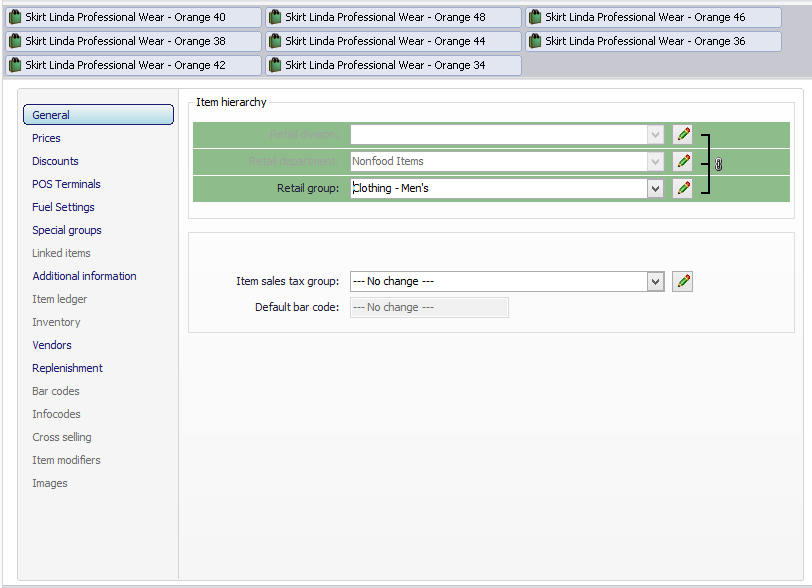 Skirt Linda Professional Wear - Orange 40
Skirt Linda Professional Wear - Orange 48
Skirt Linda Professional Wear - Orange 46
Skirt Linda Professional Wear - Orange 38
Skirt Linda Professional Wear - Orange 44
Skirt Linda Professional Wear - Orange 36
Skirt Linda Professional Wear - Orange 42
Skirt Linda Professional Wear - Orange 34
General
Prices
Discounts
POS Terminals
Fuel Settings
Special groups
Linked items
Additional information
Item ledger
Inventory
Vendors
Replenishment
Bar codes
Infocodes
Cross selling
Item modifiers
Images
Item hierarchy
Retail division:
Retail department: Nonfood Items
Retail group: Clothing - Men's
Item sales tax group: --- No change ---
Default bar code: --- No change ---